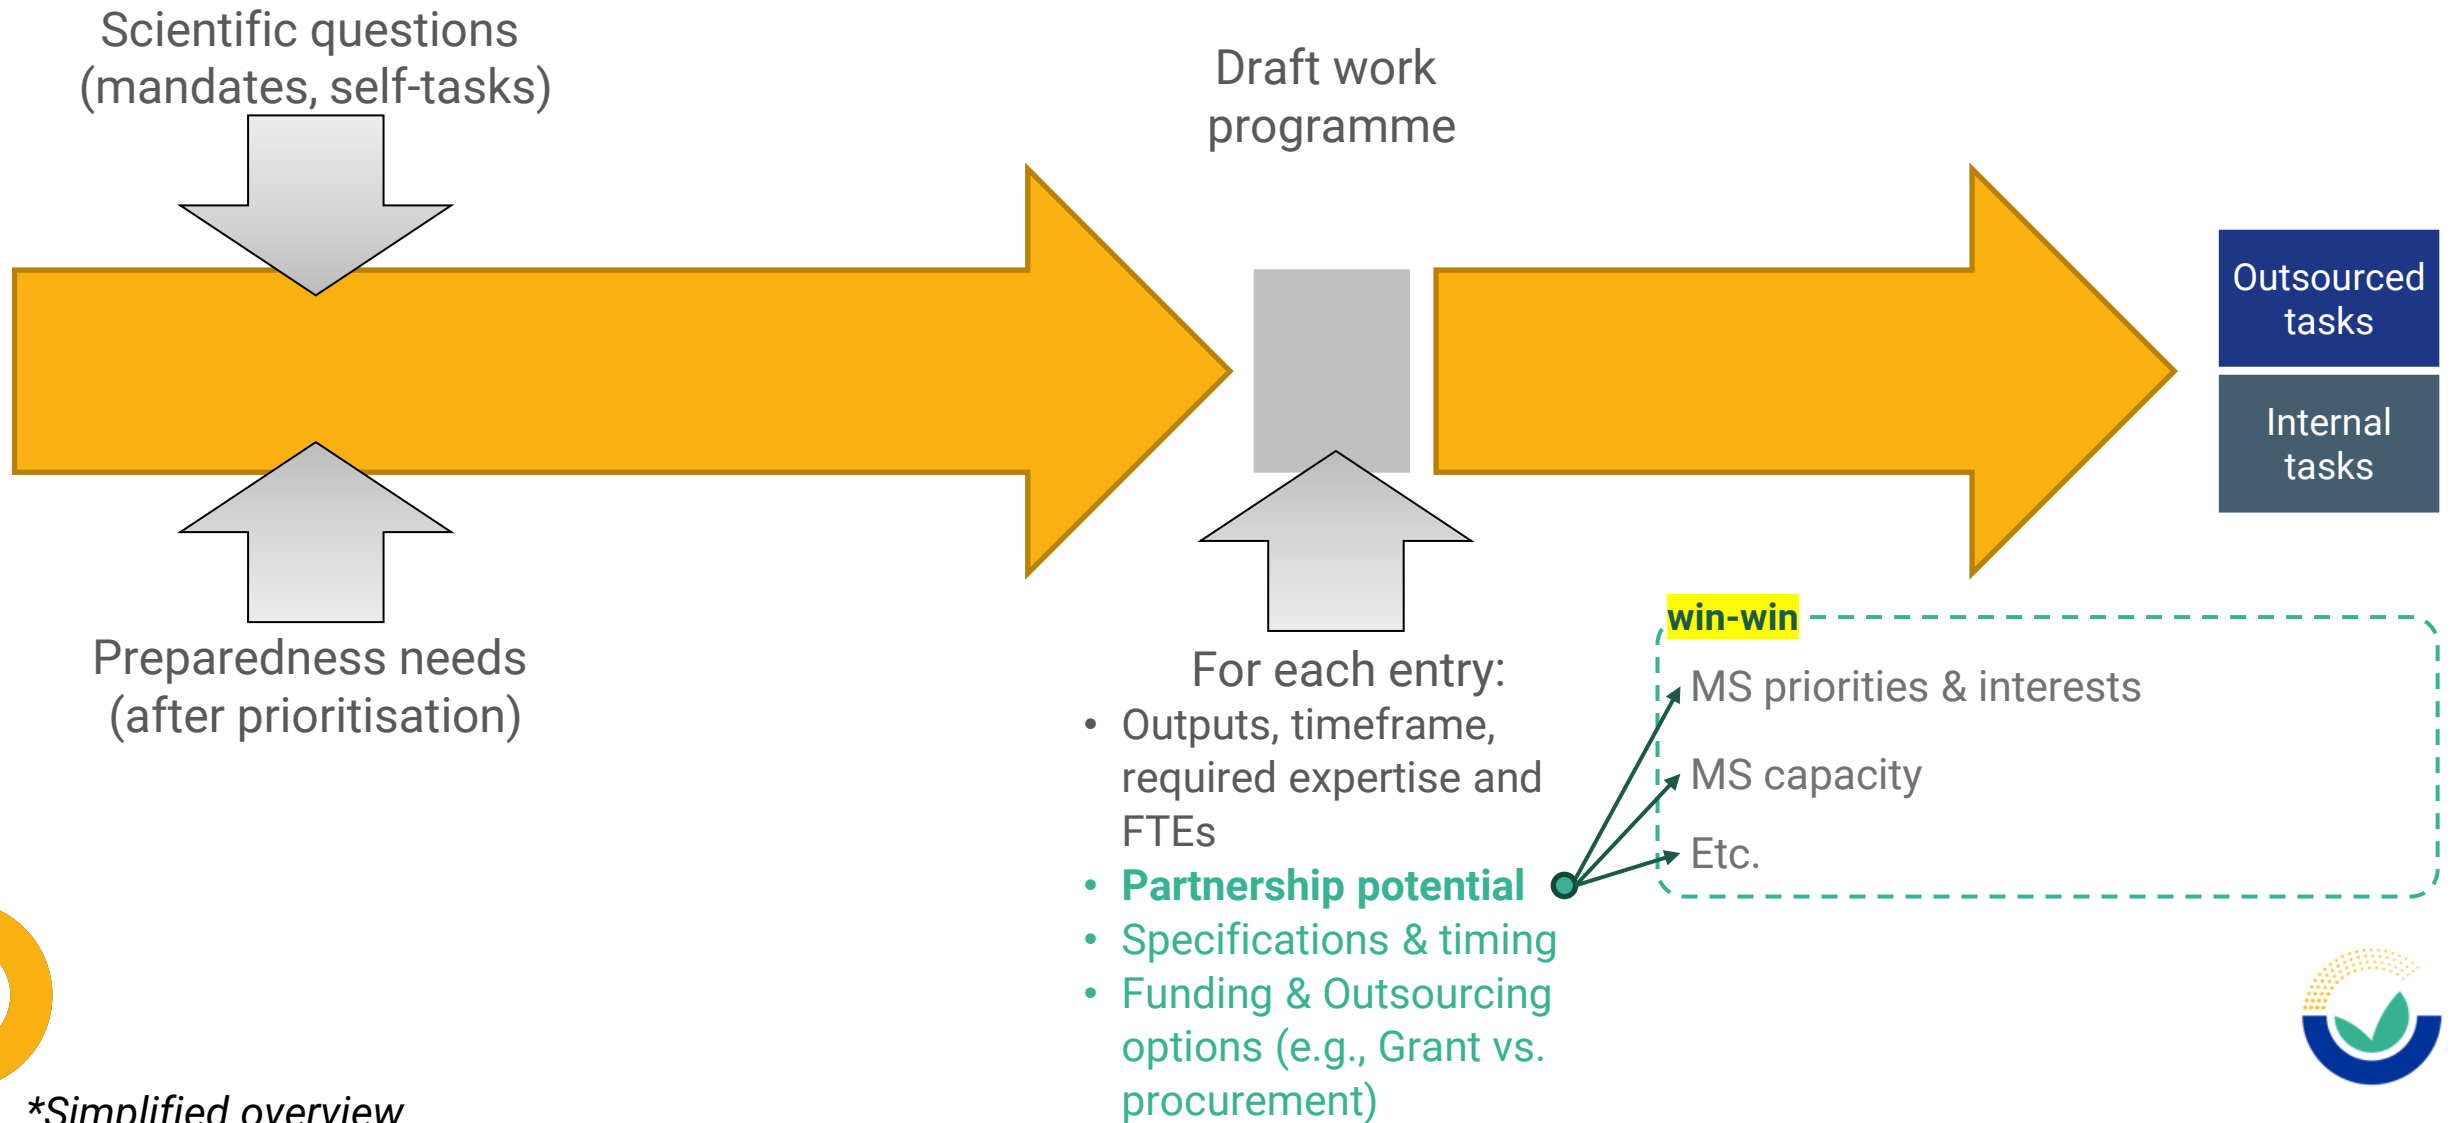 Scientific questions
(mandates, self-tasks)
Draft work
programme
Outsourced
tasks
Internal
tasks
Preparedness needs
(after prioritisation)
For each entry:
• Outputs, timeframe,
required expertise and
FTEs
• Partnership potential
• Specifications & timing
• Funding & Outsourcing
options (e.g., Grant vs.
procurement)
win-win
MS priorities & interests
MS capacity
Etc.
*Simplified overview